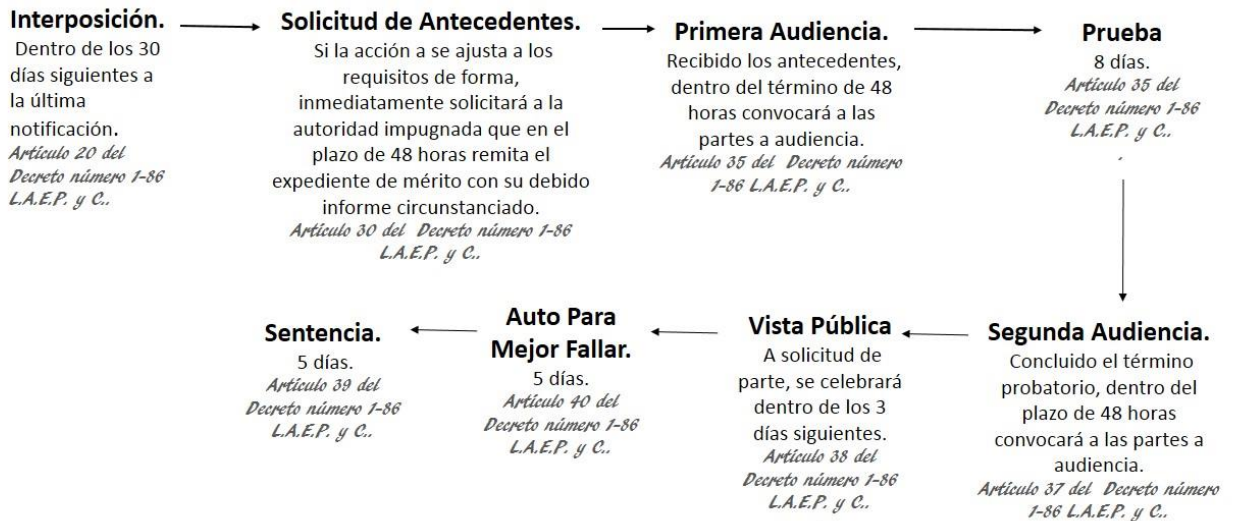 Interposición.
Dentro de los 30
días siguientes a
la última
notificación.
Artículo 20 del
Decreto número 1-86
L.A.E.P. y C..
Solicitud de Antecedentes.
Si la acción a se ajusta a los
requisitos de forma,
inmediatamente solicitará a la
autoridad impugnada que en el
plazo de 48 horas remita el
expediente de mérito con su debido
informe circunstanciado.
Artículo 30 del Decreto número 1-86
L.A.E.P. y C..
Primera Audiencia.
Recibido los antecedentes,
dentro del término de 48
horas convocará a las
partes a audiencia.
Artículo 35 del Decreto número
1-86 L.A.E.P. y C..
Prueba
8 días.
Artículo 35 del
Decreto número 1-86
L.A.E.P. y C..
.
Segunda Audiencia.
Concluido el término
probatorio, dentro del
plazo de 48 horas
convocará a las partes a
audiencia.
Artículo 37 del Decreto número
1-86 L.A.E.P. y C..
Vista Pública
A solicitud de
parte, se celebrará
dentro de los 3
días siguientes.
Artículo 38 del
Decreto número 1-86
L.A.E.P. y C..
Auto Para
Mejor Fallar.
5 días.
Artículo 40 del
Decreto número 1-86
L.A.E.P. y C..
Sentencia.
5 días.
Artículo 39 del
Decreto número 1-86
L.A.E.P. y C..